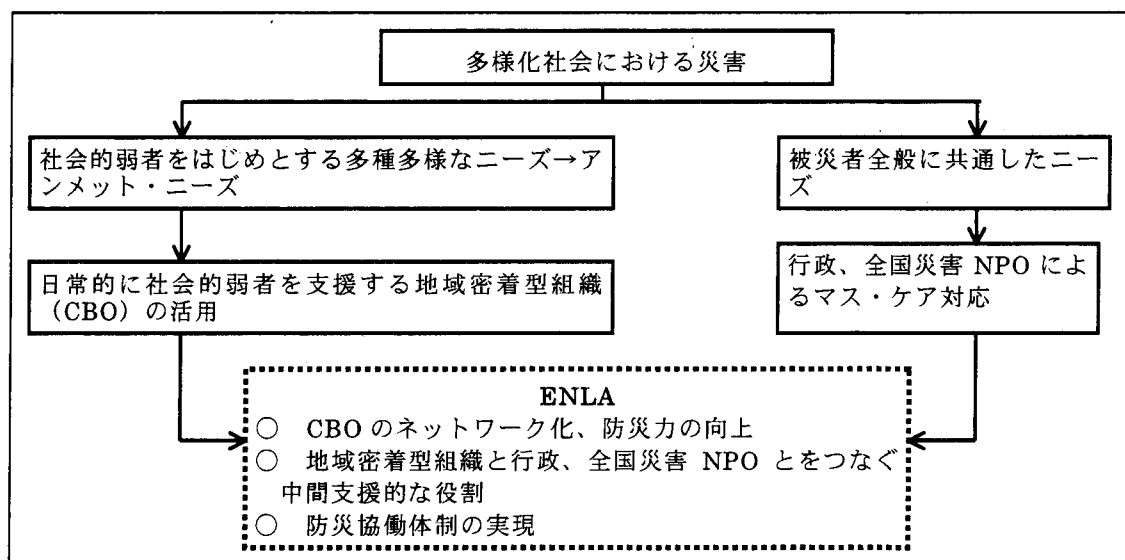 多様化社会における災害
社会的弱者をはじめとする多種多様なニーズ→ア
ンメット・ニーズ
被災者全般に共通したニー
ズ
日常的に社会的弱者を支援する地域密着型組織
（CBO）の活用
行政、全国災害 NPO によ
るマス・ケア対応
ENLA
○ CBO のネットワーク化、防災力の向上
○ 地域密着型組織と行政、全国災害 NPO とをつなぐ
中間支援的な役割
○ 防災協働体制の実現